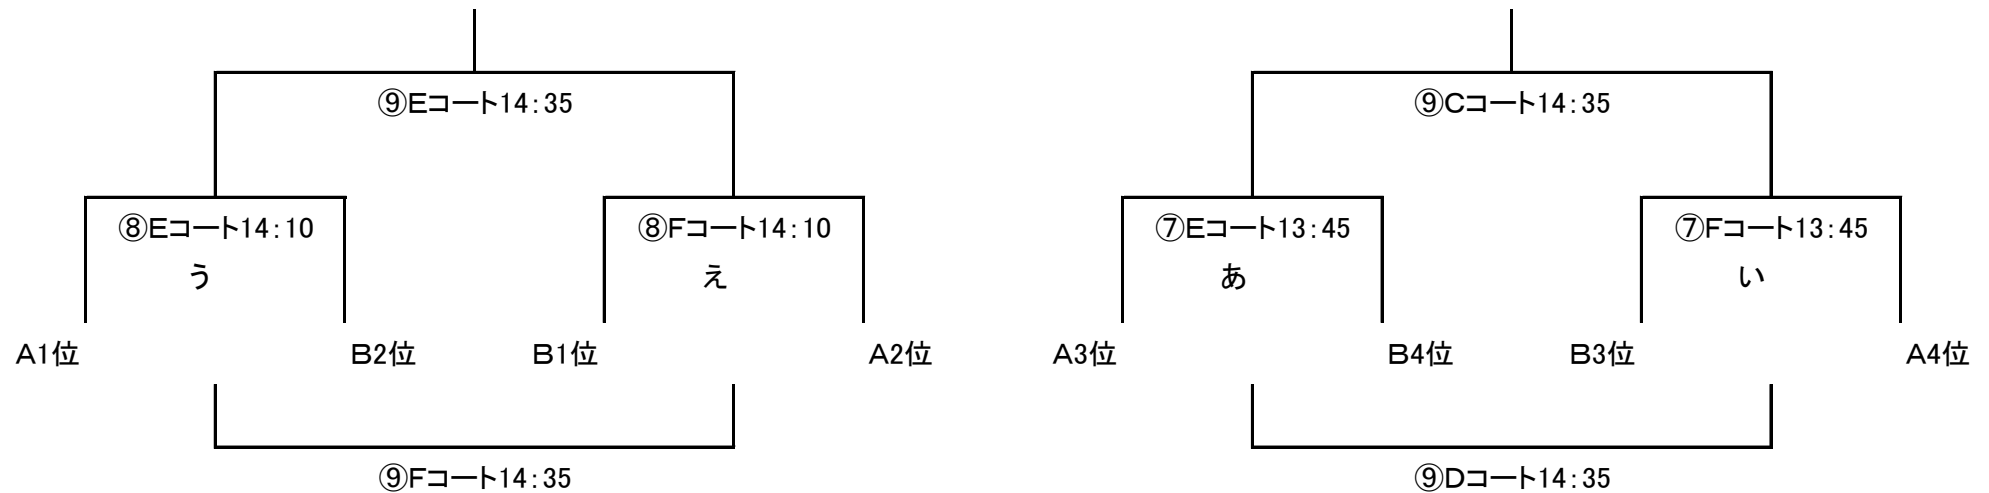 ⑨Eコート14:35
⑨Cコート14:35
⑧Eコート14:10
⑧Fコート14:10
⑦Eコート13:45
⑦Fコート13:45
う
え
あ
い
A1位
B2位
B1位
A2位
A3位
B4位
B3位
A4位
⑨Fコート14:35
⑨Dコート14:35